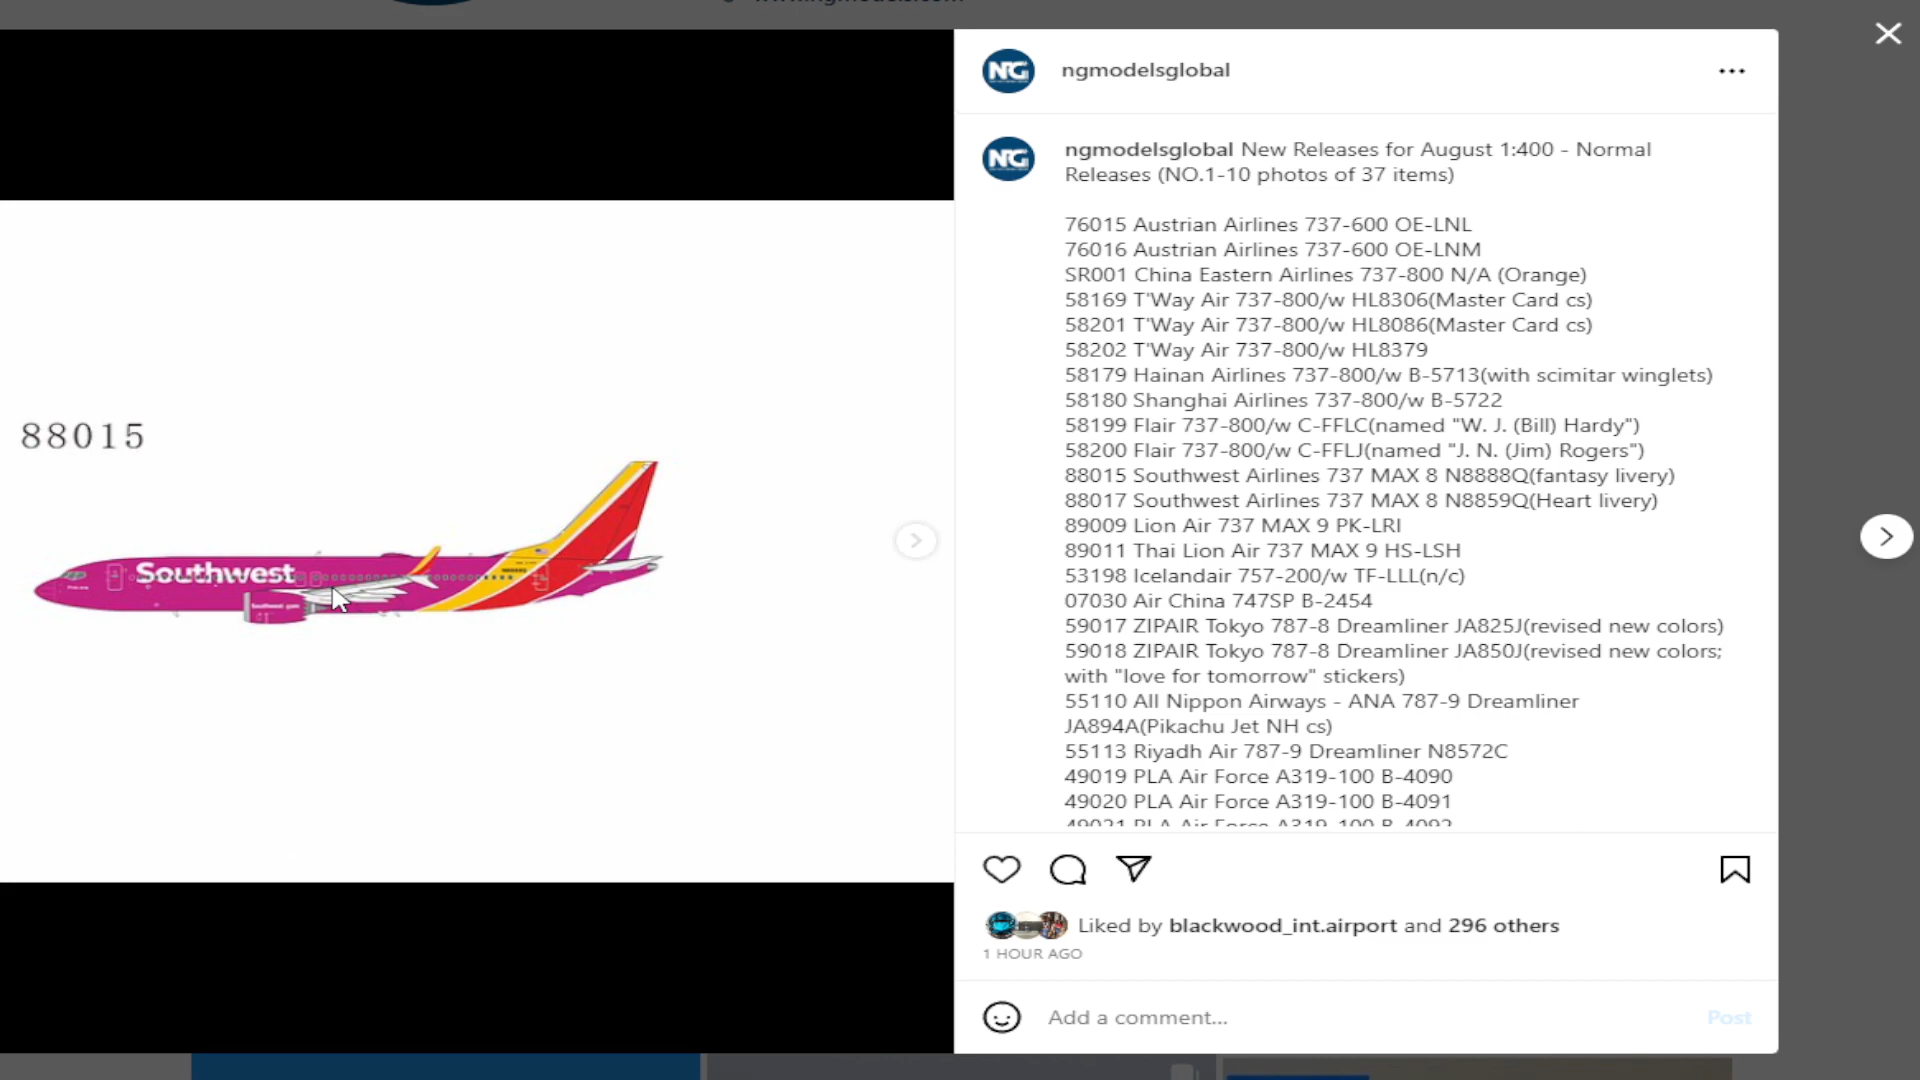 ngmodelsglobal
ngmodelsglobal New Releases for August 1:400 - Normal
Releases (NO.1-10 photos of 37 items)
76015 Austrian Airlines 737-600 OE-LNL
76016 Austrian Airlines 737-600 OE-LNM
SR001 China Eastern Airlines 737-800 N/A (Orange)
58169 T'Way Air 737-800/w HL8306(Master Card cs)
58201 T'Way Air 737-800/w HL8086(Master Card cs)
58202 T'Way Air 737-800/w HL8379
58179 Hainan Airlines 737-800/w B-5713(with scimitar winglets)
58180 Shanghai Airlines 737-800/w B-5722
58199 Flair 737-800/w C-FFLC(named "W. J. (Bill) Hardy")
58200 Flair 737-800/w C-FFLJ(named "J. N. (Jim) Rogers")
88015 Southwest Airlines 737 MAX 8 N8888Q(fantasy livery)
88017 Southwest Airlines 737 MAX 8 N8859Q(Heart livery)
89009 Lion Air 737 MAX 9 PK-LRI
89011 Thai Lion Air 737 MAX 9 HS-LSH
53198 Icelandair 757-200/w TF-LLL(n/c)
07030 Air China 747SP B-2454
59017 ZIPAIR Tokyo 787-8 Dreamliner JA825J(revised new colors)
59018 ZIPAIR Tokyo 787-8 Dreamliner JA850J(revised new colors;
with "love for tomorrow" stickers)
55110 All Nippon Airways - ANA 787-9 Dreamliner
JA894A(Pikachu Jet NH cs)
55113 Riyadh Air 787-9 Dreamliner N8572C
49019 PLA Air Force A319-100 B-4090
49020 PLA Air Force A319-100 B-4091
49021 PLA Air Force A319-100 B-4092
Liked by blackwood_int.airport and 296 others
1 HOUR AGO
Add a comment...
Post
88015
Southwest
NG
NG